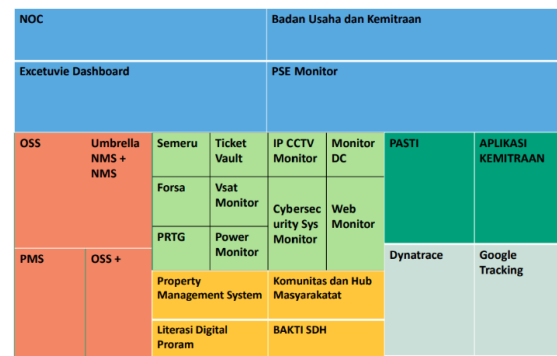 NOC
Badan Usaha dan Kemitraan
Excetuvie Dashboard
PSE Monitor
OSS
Umbrella
NMS +
NMS
Semeru
Ticket
Vault
IP CCTV
Monitor
Monitor
DC
PASTI
APLIKASI
KEMITRAAN
Forsa
Vsat
Monitor
Cybersec
urity Sys
Monitor
Web
Monitor
PRTG
Power
Monitor
PMS
OSS +
Dynatrace
Google
Tracking
Property
Management System
Komunitas dan Hub
Masyarakatat
Literasi Digital
Proram
BAKTI SDH